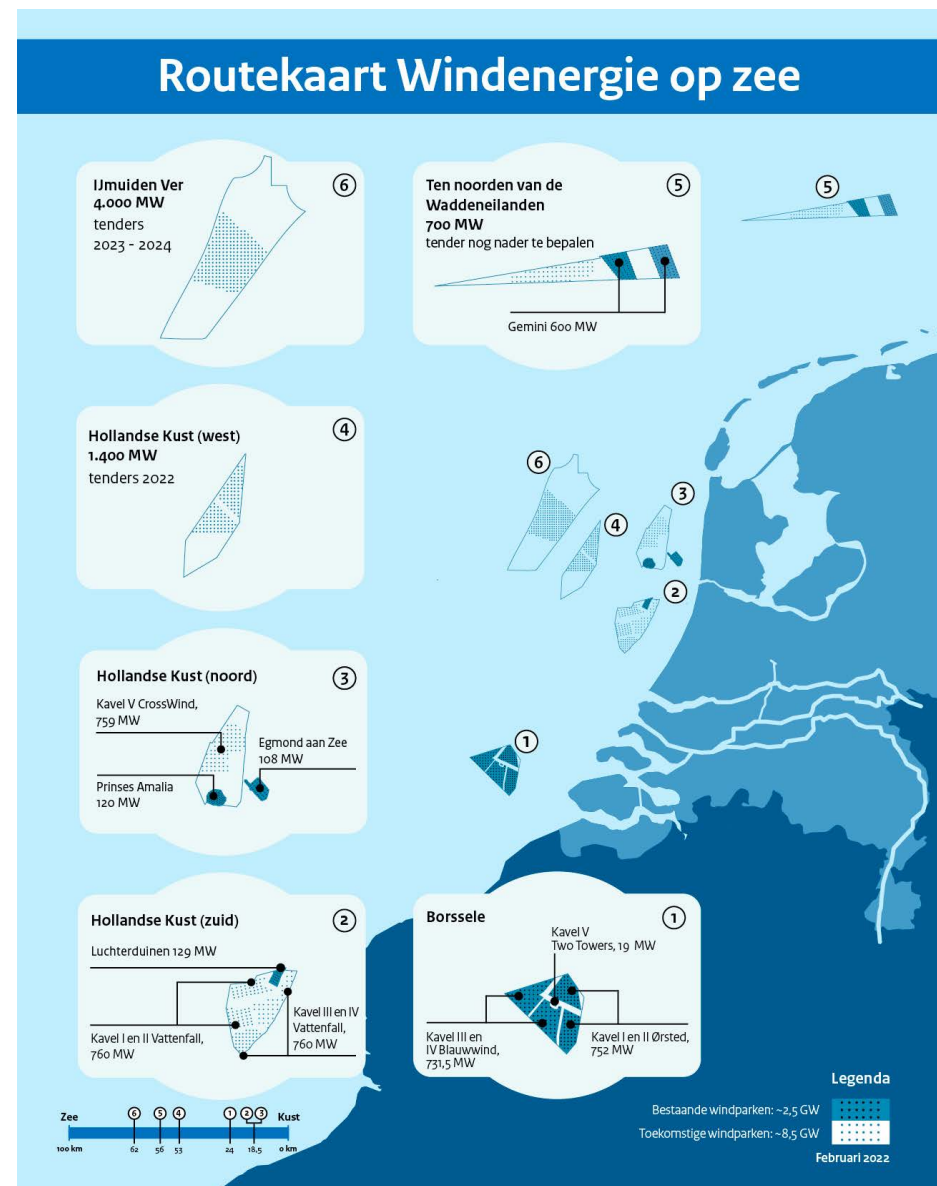 Routekaart Windenergie op zee
IJmuiden Ver
4.000 MW
tenders
2023 - 2024
6
Ten noorden van de
Waddeneilanden
700 MW
tender nog nader te bepalen
5
Gemini 600 MW
5
Hollandse Kust (west)
1.400 MW
tenders 2022
4
6
3
4
2
1
Hollandse Kust (noord)
3
Kavel V CrossWind,
759 MW
Egmond aan Zee
108 MW
Prinses Amalia
120 MW
Hollandse Kust (zuid)
2
Luchterduinen 129 MW
Kavel III en IV
Vattenfall,
760 MW
Kavel I en II Vattenfall,
760 MW
Borssele
1
Kavel V
Two Towers, 19 MW
Kavel III en
IV Blauwwind,
731,5 MW
Kavel I en II Ørsted,
752 MW
Zee
6
5
4
1
2
3
Kust
100 km
62
56
53
24
18,5
0 km
Legenda
Bestaande windparken: ~2,5 GW
Toekomstige windparken: ~8,5 GW
Februari 2022